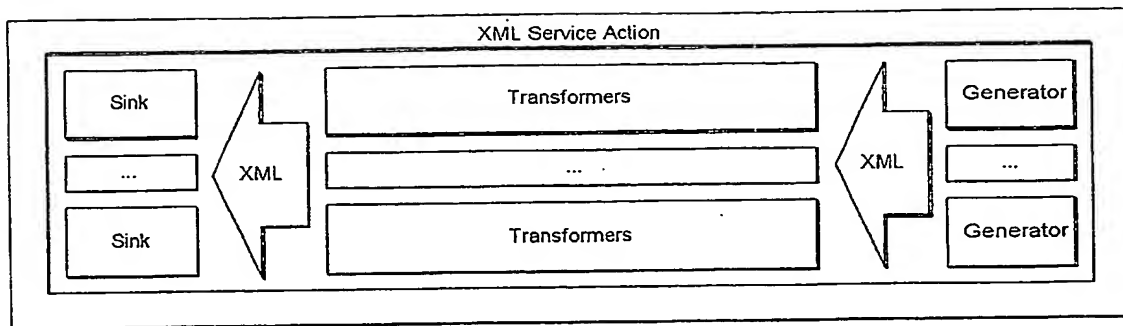 XML Service Action
Sink
Transformers
Generator
XML
XML
...
...
...
Sink
Transformers
Generator